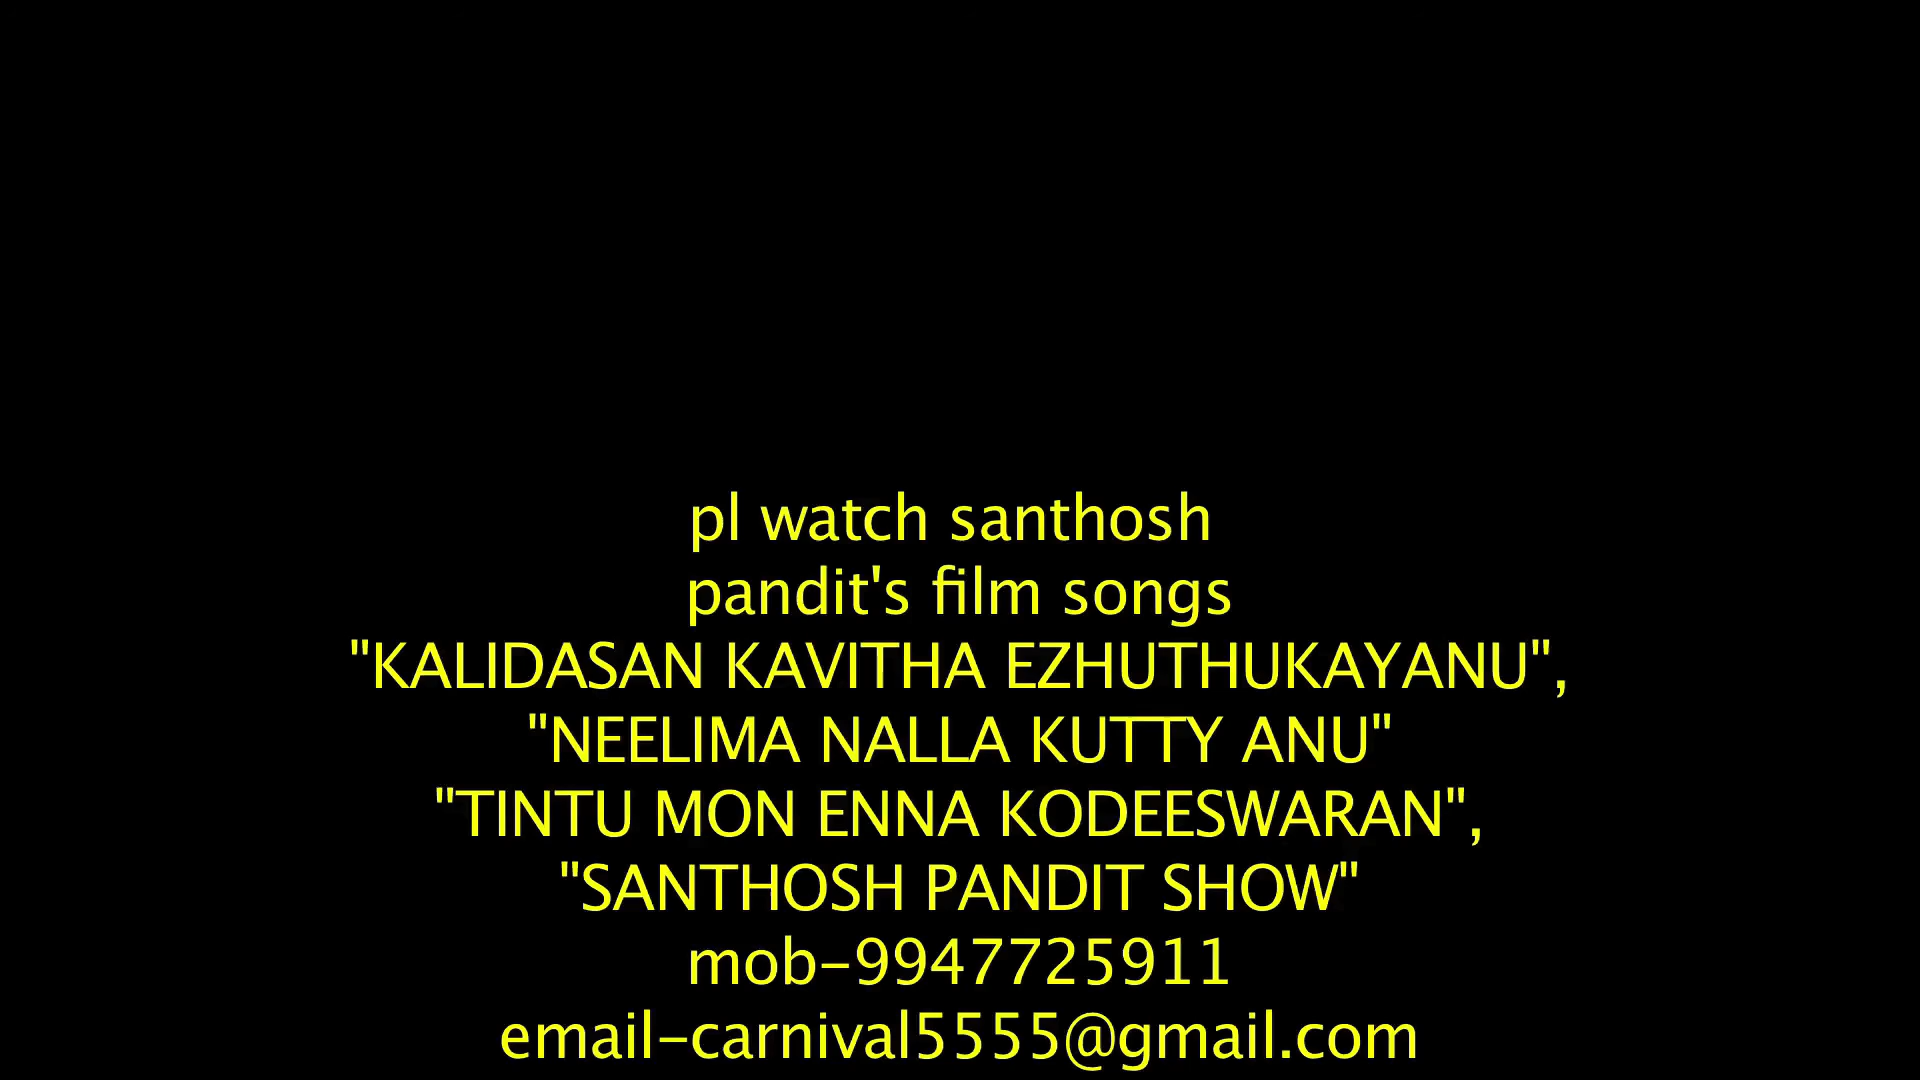 pl watch santhosh
pandit's film songs
"KALIDASAN KAVITHA EZHUTHUKAYANU",
"NEELIMA NALLA KUTTY ANU"
"TINTU MON ENNA KODEESWARAN",
"SANTHOSH PANDIT SHOW"
mob-9947725911
email-carnival5555@gmail.com